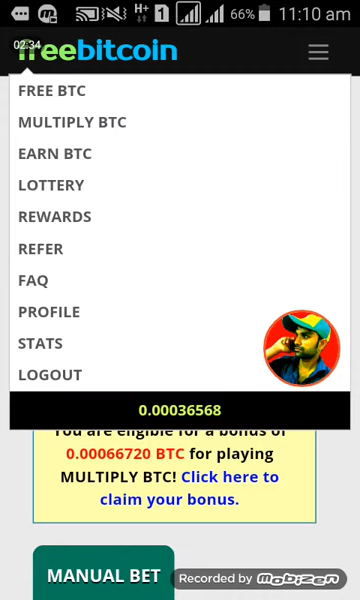 H+
1
66%
11:10 am
02:34
freebitcoin
FREE BTC
MULTIPLY BTC
EARN BTC
LOTTERY
REWARDS
REFER
FAQ
PROFILE
STATS
LOGOUT
0.00036568
You are eligible for a bonus of
0.00066720 BTC for playing
MULTIPLY BTC! Click here to
claim your bonus.
MANUAL BET
Recorded by Mobizen